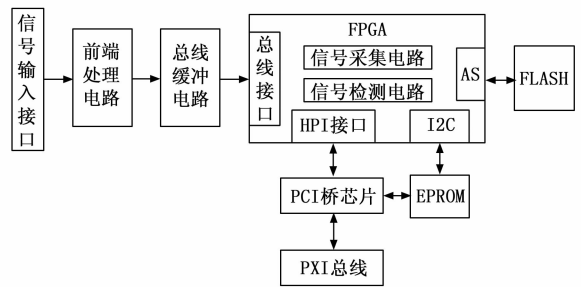 信号输入接口
前端
处理
电路
总线
缓冲
电路
FPGA
总线接口
信号采集电路
信号检测电路
AS
FLASH
HPI接口
I2C
PCI桥芯片
EPROM
PXI总线